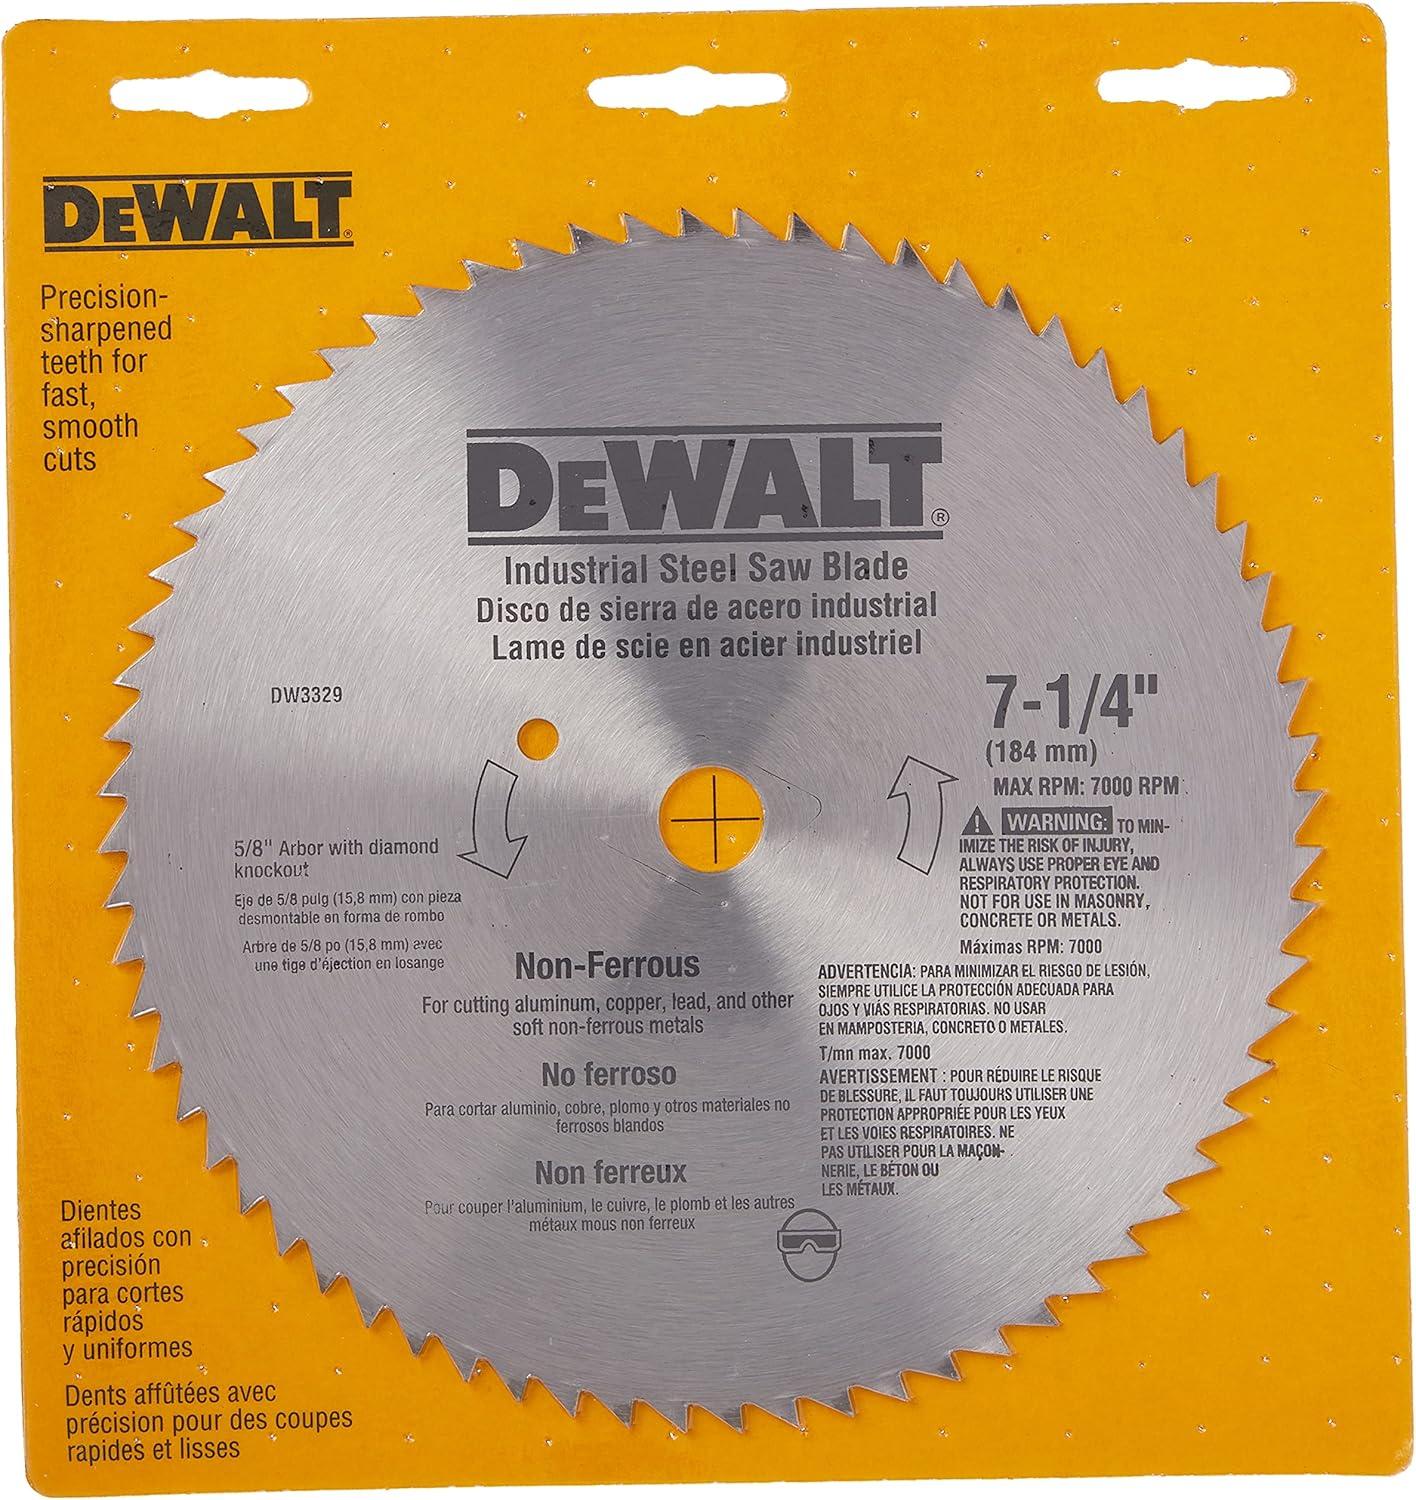 DEWALT®
Precision-
sharpened
teeth for
fast,
smooth
cuts
DEWALT®
Industrial Steel Saw Blade
Disco de sierra de acero industrial
Lame de scie en acier industriel
DW3329
7-1/4"
(184 mm)
MAX RPM: 7000 RPM
WARNING: TO MIN-
IMIZE THE RISK OF INJURY,
ALWAYS USE PROPER EYE AND
RESPIRATORY PROTECTION.
NOT FOR USE IN MASONRY,
CONCRETE OR METALS.
Máximas RPM: 7000
ADVERTENCIA: PARA MINIMIZAR EL RIESGO DE LESIÓN,
SIEMPRE UTILICE LA PROTECCIÓN ADECUADA PARA
OJOS Y VIÁS RESPIRATORIAS. NO USAR
EN MAMPOSTERIA, CONCRETO O METALES.
T/mn max. 7000
AVERTISSEMENT : POUR RÉDUIRE LE RISQUE
DE BLESSURE, IL FAUT TOUJOURS UTILISER UNE
PROTECTION APPROPRIÉE POUR LES YEUX
ET LES VOIES RESPIRATOIRES. NE
PAS UTILISER POUR LA MAÇON-
NERIE, LE BÉTON OU
LES MÉTAUX.
5/8" Arbor with diamond
knockout
Eje de 5/8 pulg (15,8 mm) con pieza
desmontable en forma de rombo
Arbre de 5/8 po (15,8 mm) avec
une tige d'éjection en losange
Non-Ferrous
For cutting aluminum, copper, lead, and other
soft non-ferrous metals
No ferroso
Para cortar aluminio, cobre, plomo y otros materiales no
ferrosos blandos
Non ferreux
Pour couper l'aluminium, le cuivre, le plomb et les autres
métaux mous non ferreux
Dientes
afilados con
precisión
para cortes
rápidos
y uniformes
Dents affûtées avec
précision pour des coupes
rapides et lisses